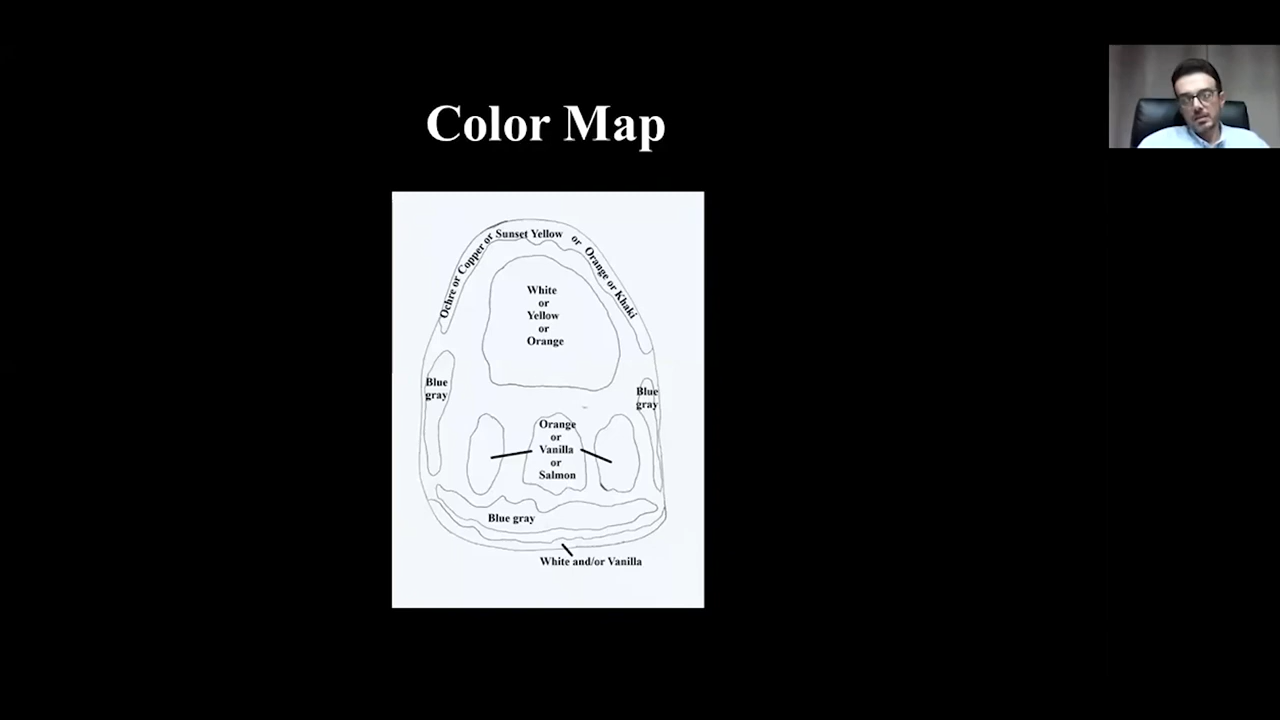 Color Map
Ochre or Copper or Sunset Yellow or Orange or Khaki
White
or
Yellow
or
Orange
Blue
gray
Blue
gray
Orange
or
Vanilla
or
Salmon
Blue gray
White and/or Vanilla